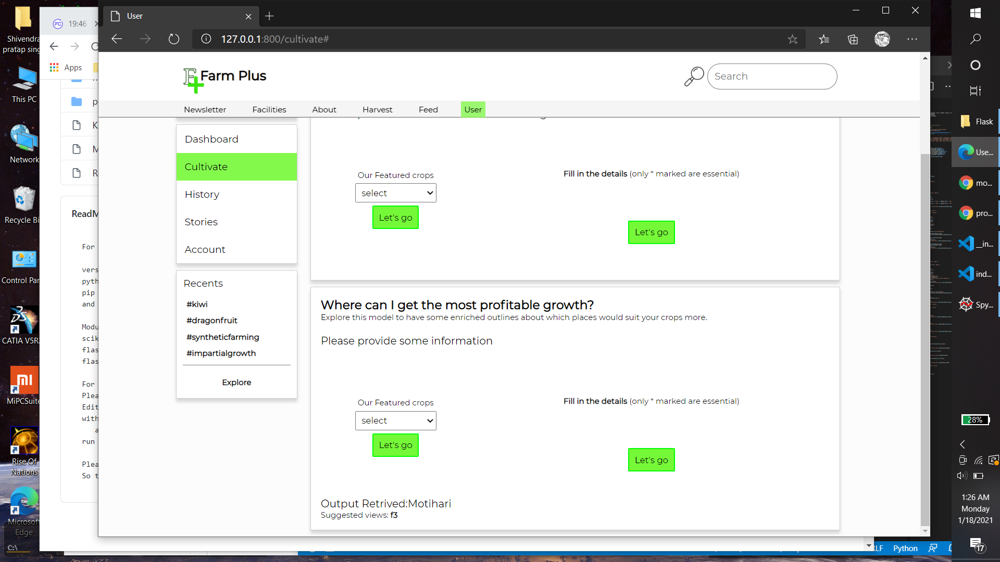 Shivendra
pratap sing
This PC
Network
Recycle Bi
Control Par
CATIA V5R
MiPCSuite
Rise Of
Nations
Microsoft
Edge
C:\
19:46
Apps
p
K
M
R
ReadM
For
vers
pyth
pip
and
Modu
scik
flas
flas
For
Plea
Edit
with
a
run
Plea
So t
User
127.0.0.1:800/cultivate#
Farm Plus
Search
Newsletter
Facilities
About
Harvest
Feed
User
Dashboard
Cultivate
History
Stories
Account
Recents
#kiwi
#dragonfruit
#syntheticfarming
#impartialgrowth
Explore
Our Featured crops
select
Let's go
Fill in the details (only * marked are essential)
Let's go
Where can I get the most profitable growth?
Explore this model to have some enriched outlines about which places would suit your crops more.
Please provide some information
Our Featured crops
select
Let's go
Fill in the details (only * marked are essential)
Let's go
Output Retrived:Motihari
Suggested views: f3
LF
Python
Flask
Use...
mo...
pro...
__in...
ind...
Spy...
28%
1:26 AM
Monday
1/18/2021
17